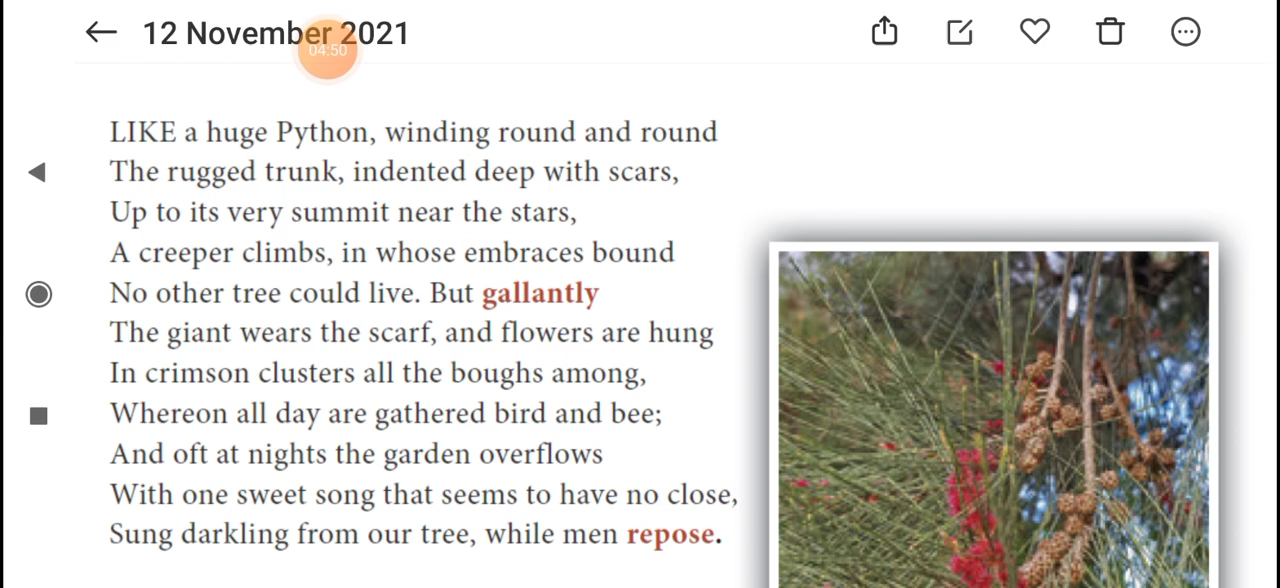 12 November 2021
04:50
LIKE a huge Python, winding round and round
The rugged trunk, indented deep with scars,
Up to its very summit near the stars,
A creeper climbs, in whose embraces bound
No other tree could live. But gallantly
The giant wears the scarf, and flowers are hung
In crimson clusters all the boughs among,
Whereon all day are gathered bird and bee;
And oft at nights the garden overflows
With one sweet song that seems to have no close,
Sung darkling from our tree, while men repose.